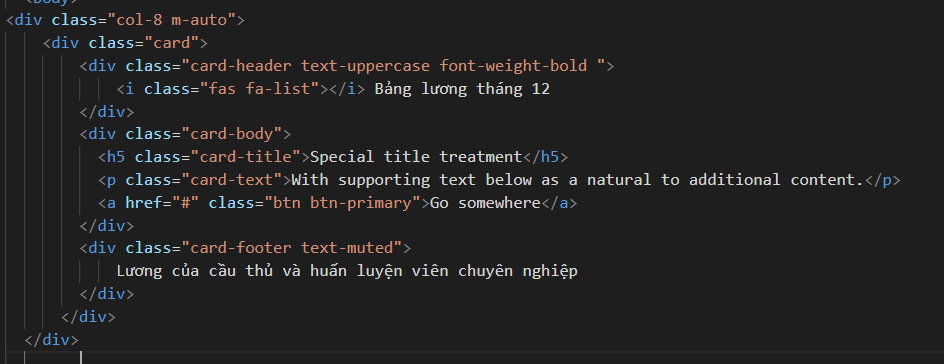 <body>
<div class="col-8 m-auto">
<div class="card">
<div class="card-header text-uppercase font-weight-bold ">
<i class="fas fa-list"></i> Bảng lương tháng 12
</div>
<div class="card-body">
<h5 class="card-title">Special title treatment</h5>
<p class="card-text">With supporting text below as a natural to additional content.</p>
<a href="#" class="btn btn-primary">Go somewhere</a>
</div>
<div class="card-footer text-muted">
Lương của cầu thủ và huấn luyện viên chuyên nghiệp
</div>
</div>
</div>